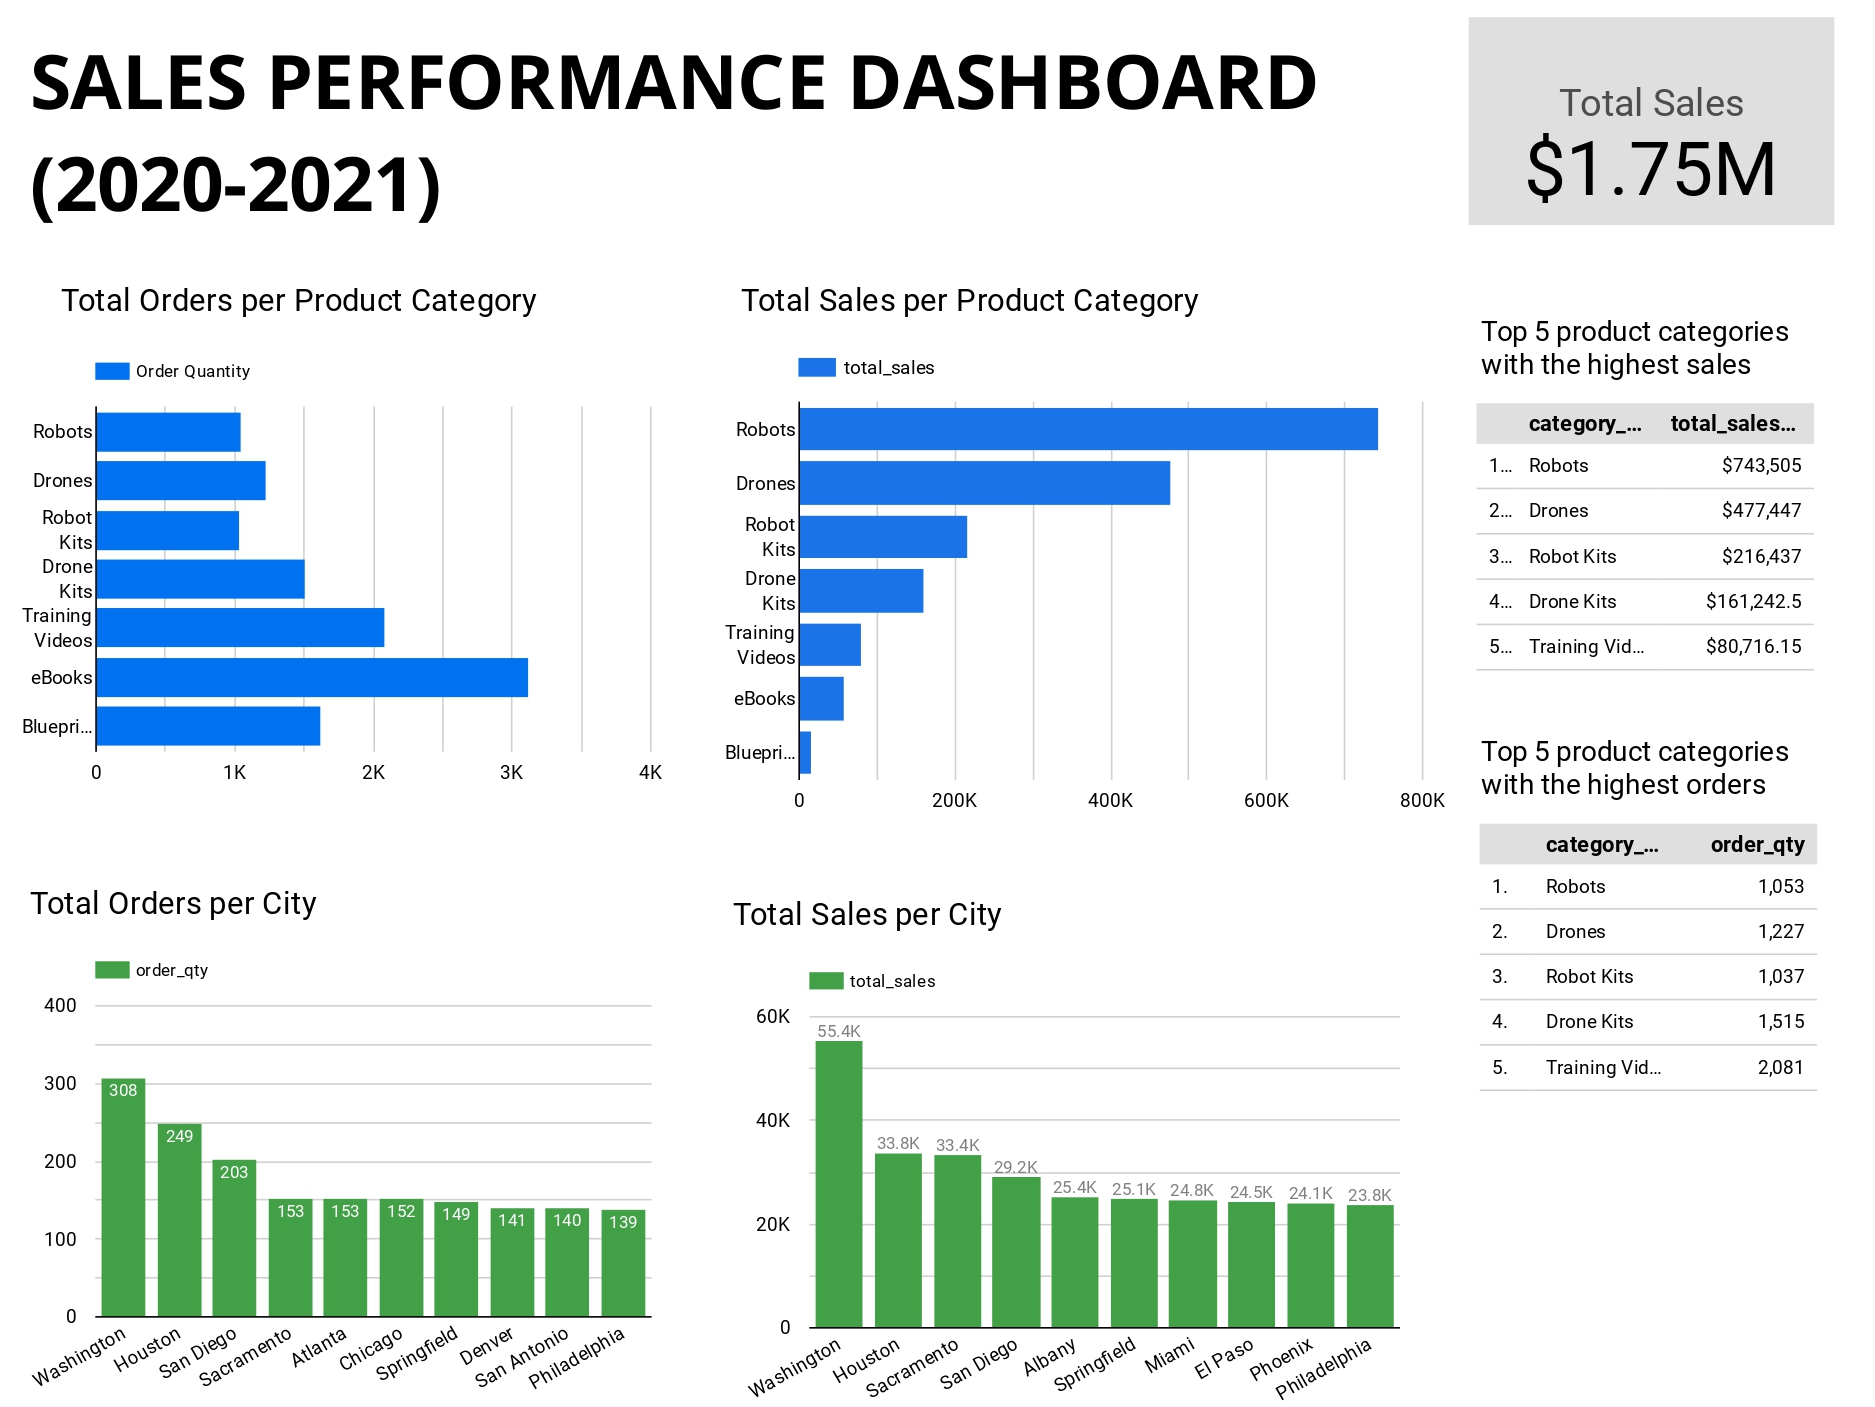 SALES PERFORMANCE DASHBOARD
(2020-2021)
Total Sales
$1.75M
Total Orders per Product Category
Order Quantity
Robots
Drones
Robot
Kits
Drone
Kits
Training
Videos
eBooks
Bluepri...
0 1K 2K 3K 4K
Total Sales per Product Category
total_sales
Robots
Drones
Robot
Kits
Drone
Kits
Training
Videos
eBooks
Bluepri...
0 200K 400K 600K 800K
Top 5 product categories
with the highest sales
category_... total_sales...
1... Robots $743,505
2... Drones $477,447
3... Robot Kits $216,437
4... Drone Kits $161,242.5
5... Training Vid... $80,716.15
Top 5 product categories
with the highest orders
category_... order_qty
1. Robots 1,053
2. Drones 1,227
3. Robot Kits 1,037
4. Drone Kits 1,515
5. Training Vid... 2,081
Total Orders per City
order_qty
400
300
200
100
0
308 249 203 153 153 152 149 141 140 139
Washington Houston San Diego Sacramento Atlanta Chicago Springfield Denver San Antonio Philadelphia
Total Sales per City
total_sales
60K
40K
20K
0
55.4K 33.8K 33.4K 29.2K 25.4K 25.1K 24.8K 24.5K 24.1K 23.8K
Washington Houston Sacramento San Diego Albany Springfield Miami El Paso Phoenix Philadelphia